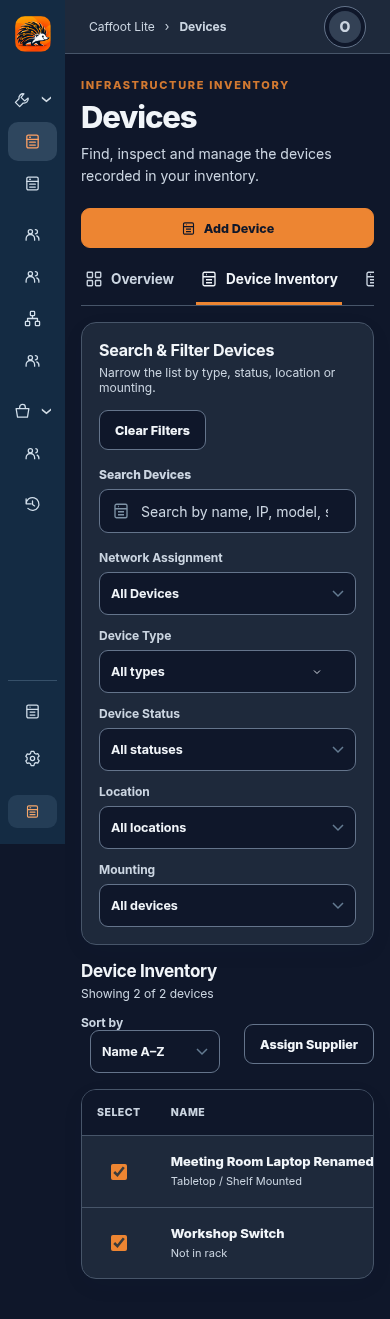 Caffoot Lite › Devices
O
INFRASTRUCTURE INVENTORY
Devices
Find, inspect and manage the devices
recorded in your inventory.
Add Device
Overview
Device Inventory
Search & Filter Devices
Narrow the list by type, status, location or
mounting.
Clear Filters
Search Devices
Search by name, IP, model, s
Network Assignment
All Devices
Device Type
All types
Device Status
All statuses
Location
All locations
Mounting
All devices
Device Inventory
Showing 2 of 2 devices
Sort by
Name A–Z
Assign Supplier
SELECT NAME
Meeting Room Laptop Renamed
Tabletop / Shelf Mounted
Workshop Switch
Not in rack